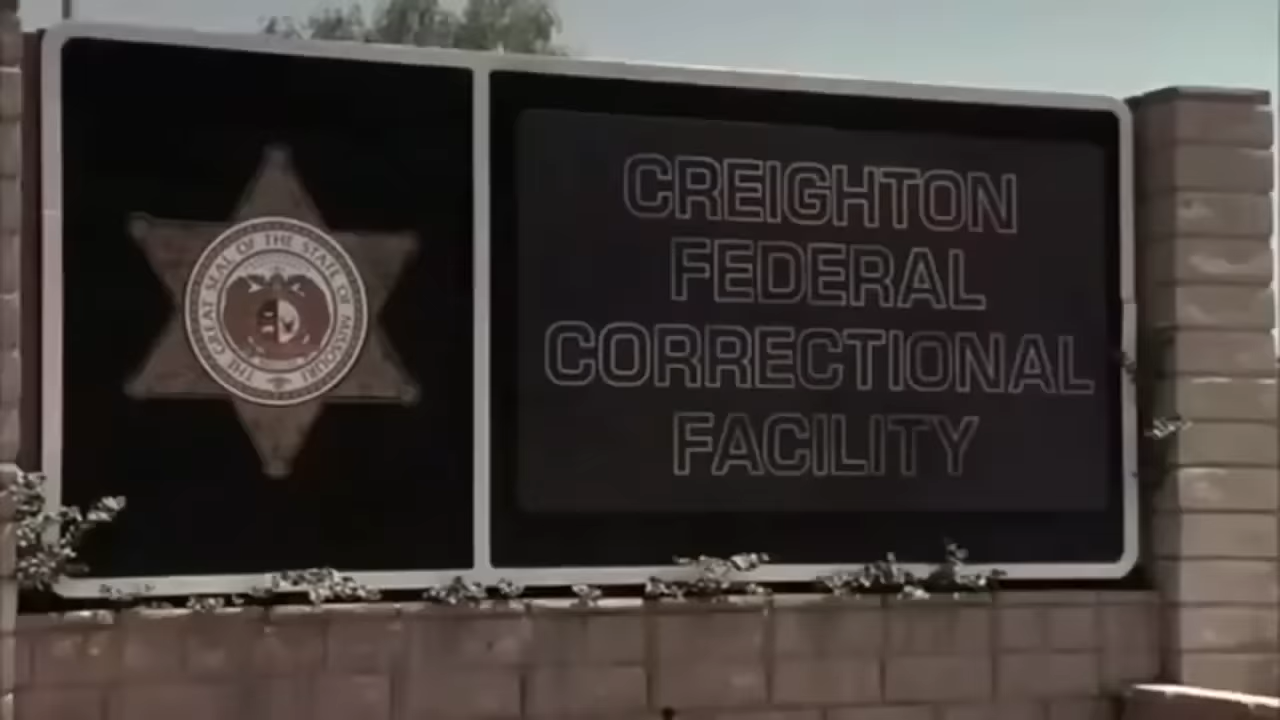 THE GREAT SEAL OF THE STATE OF MISSOURI
CREIGHTON
FEDERAL
CORRECTIONAL
FACILITY